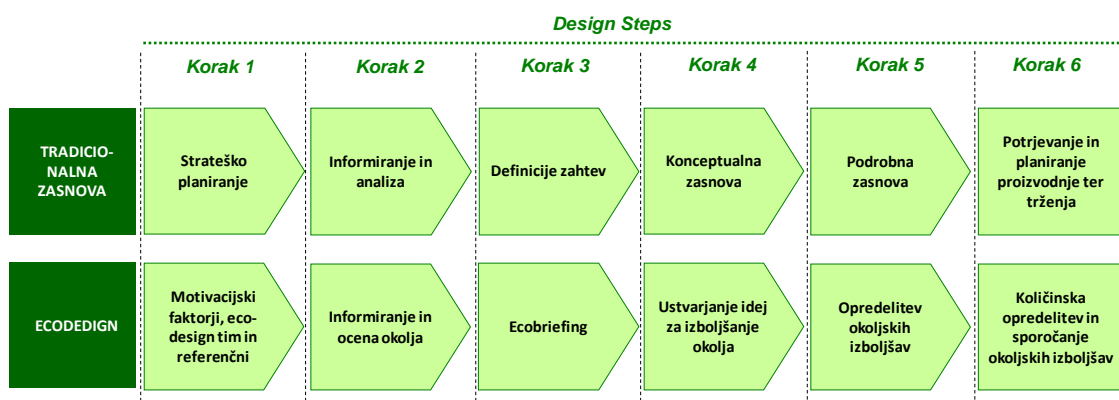 Design Steps
Korak 1
Korak 2
Korak 3
Korak 4
Korak 5
Korak 6
TRADICIO-
NALNA
ZASNOVA
Strateško
planiranje
Informiranje in
analiza
Definicije zahtev
Konceptualna
zasnova
Podrobna
zasnova
Potrjevanje in
planiranje
proizvodnje ter
trženja
ECODEDIGN
Motivacijski
faktorji, eco-
design tim in
referenčni
Informiranje in
ocena okolja
Ecobriefing
Ustvarjanje idej
za izboljšanje
okolja
Opredelitev
okoljskih
izboljšav
Količinska
opredelitev in
sporočanje
okoljskih izboljšav